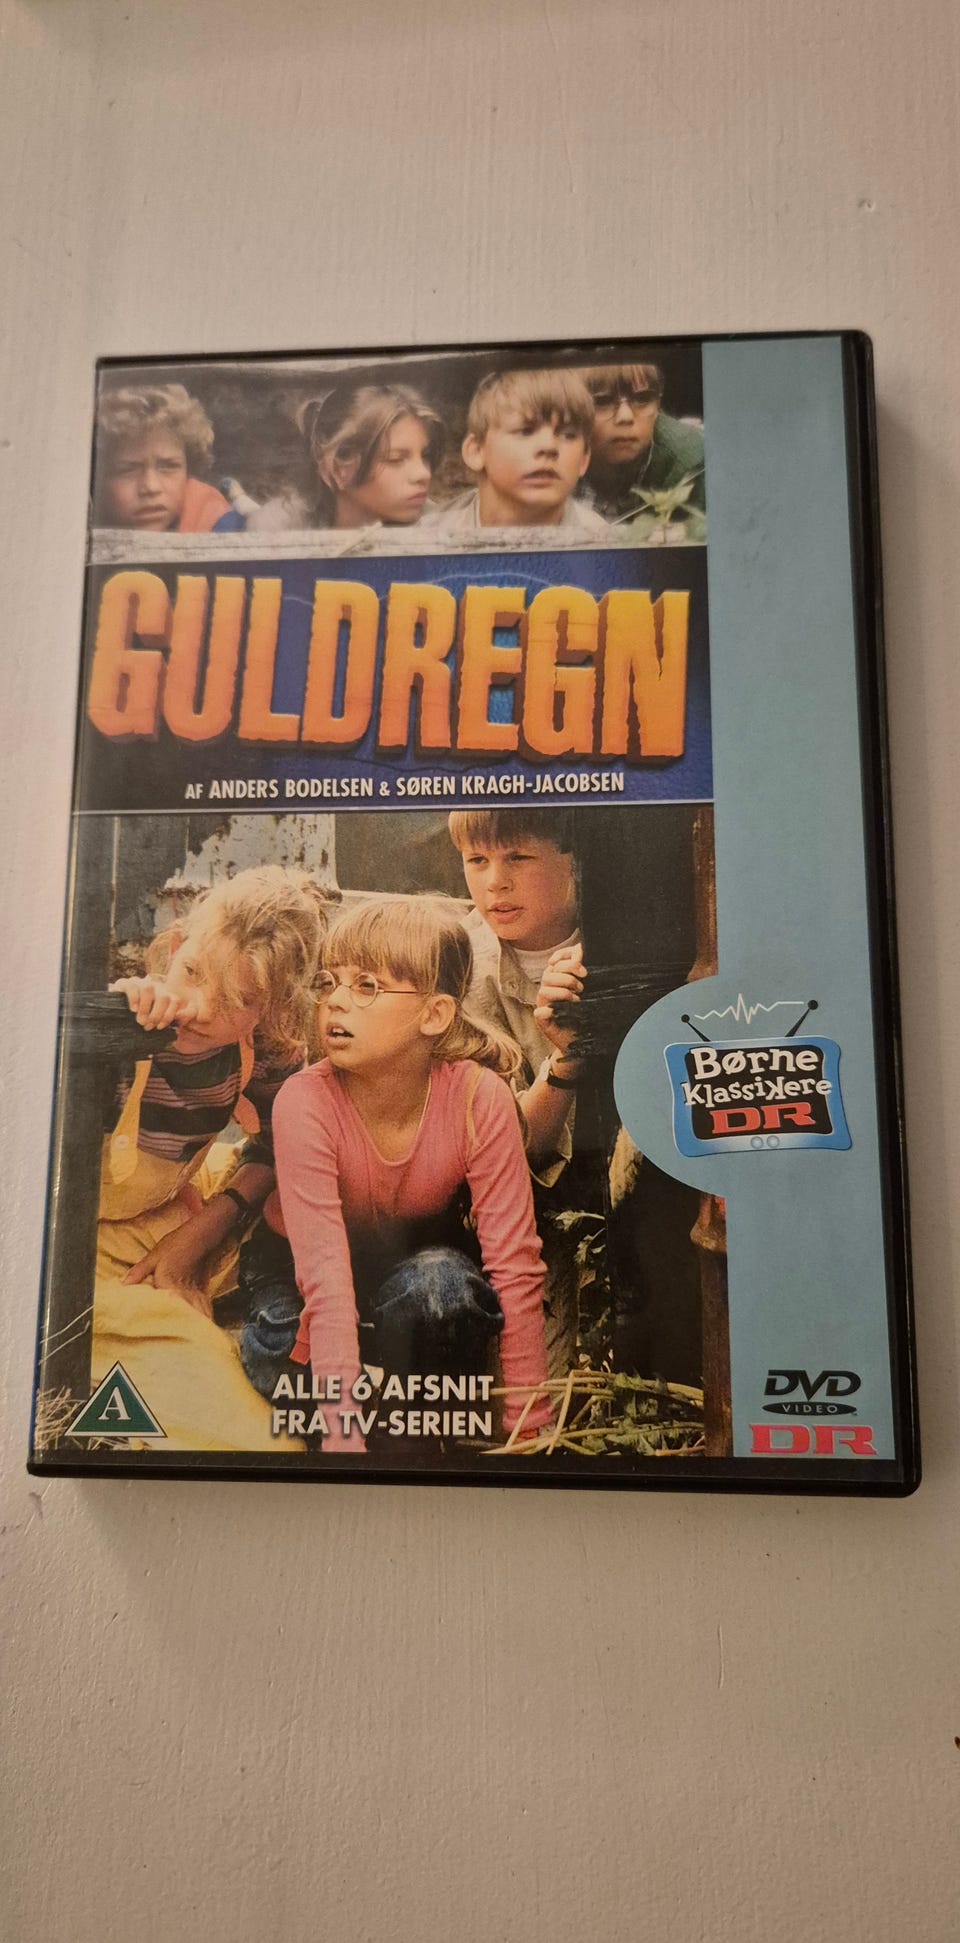 GULDREGN
AF ANDERS BODELSEN & SØREN KRAGH-JACOBSEN
Børne
Klassikere
DR
A
ALLE 6 AFSNIT
FRA TV-SERIEN
DVD
VIDEO
DR